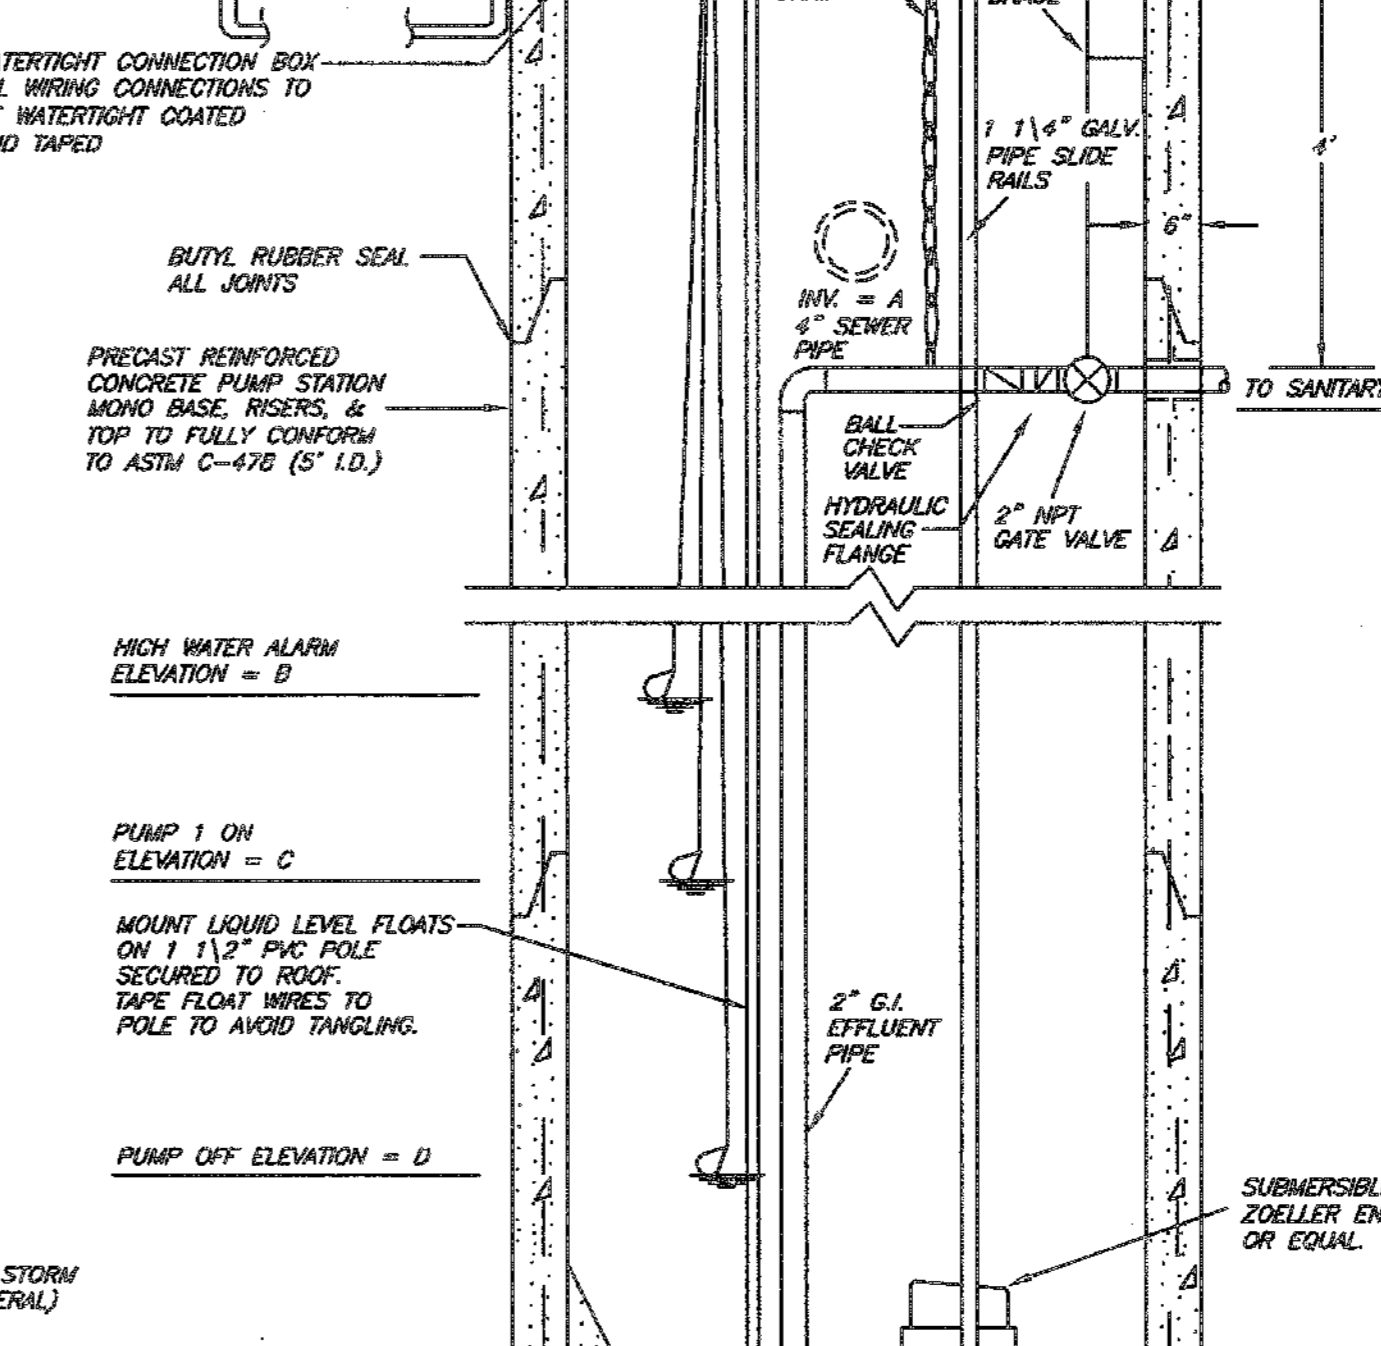 ATERTIGHT CONNECTION BOX
L WIRING CONNECTIONS TO
WATERTIGHT COATED
TAPED
BUTYL RUBBER SEAL
ALL JOINTS
PRECAST REINFORCED
CONCRETE PUMP STATION
MONO BASE, RISERS, &
TOP TO FULLY CONFORM
TO ASTM C-478 (5' I.D.)
HIGH WATER ALARM
ELEVATION = B
PUMP 1 ON
ELEVATION = C
MOUNT LIQUID LEVEL FLOATS
ON 1 1\2" PVC POLE
SECURED TO ROOF.
TAPE FLOAT WIRES TO
POLE TO AVOID TANGLING.
PUMP OFF ELEVATION = D
STORM
ERAL)
1 1\4" GALV.
PIPE SLIDE
RAILS
4'
6"
INV. = A
4" SEWER
PIPE
TO SANITARY
BALL
CHECK
VALVE
HYDRAULIC
SEALING
FLANGE
2" NPT
GATE VALVE
2" G.I.
EFFLUENT
PIPE
SUBMERSIBL
ZOELLER EN
OR EQUAL.